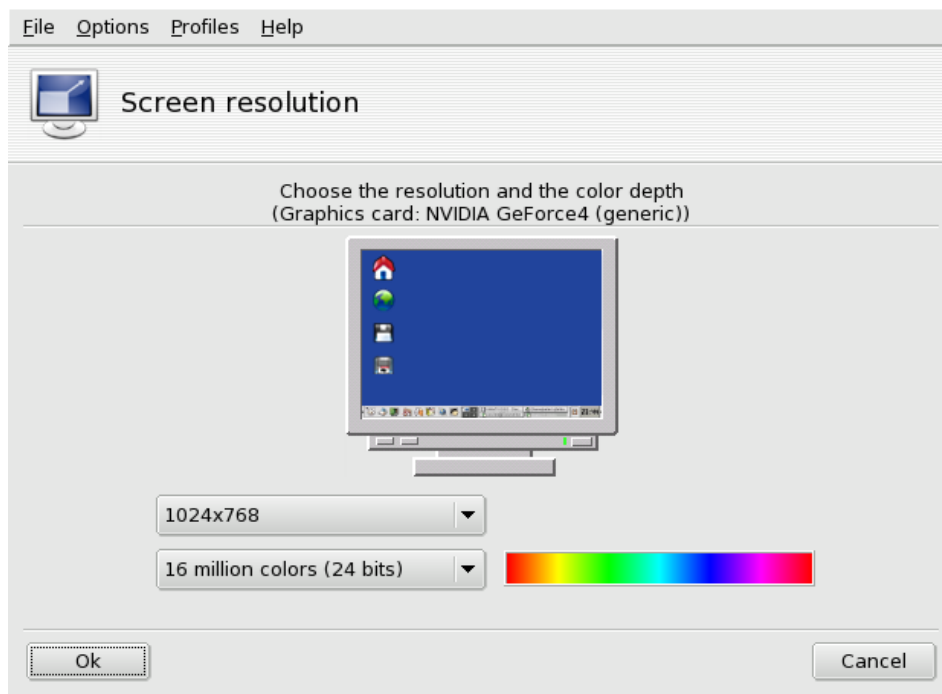 File Options Profiles Help
Screen resolution
Choose the resolution and the color depth
(Graphics card: NVIDIA GeForce4 (generic))
1024x768
16 million colors (24 bits)
Ok Cancel